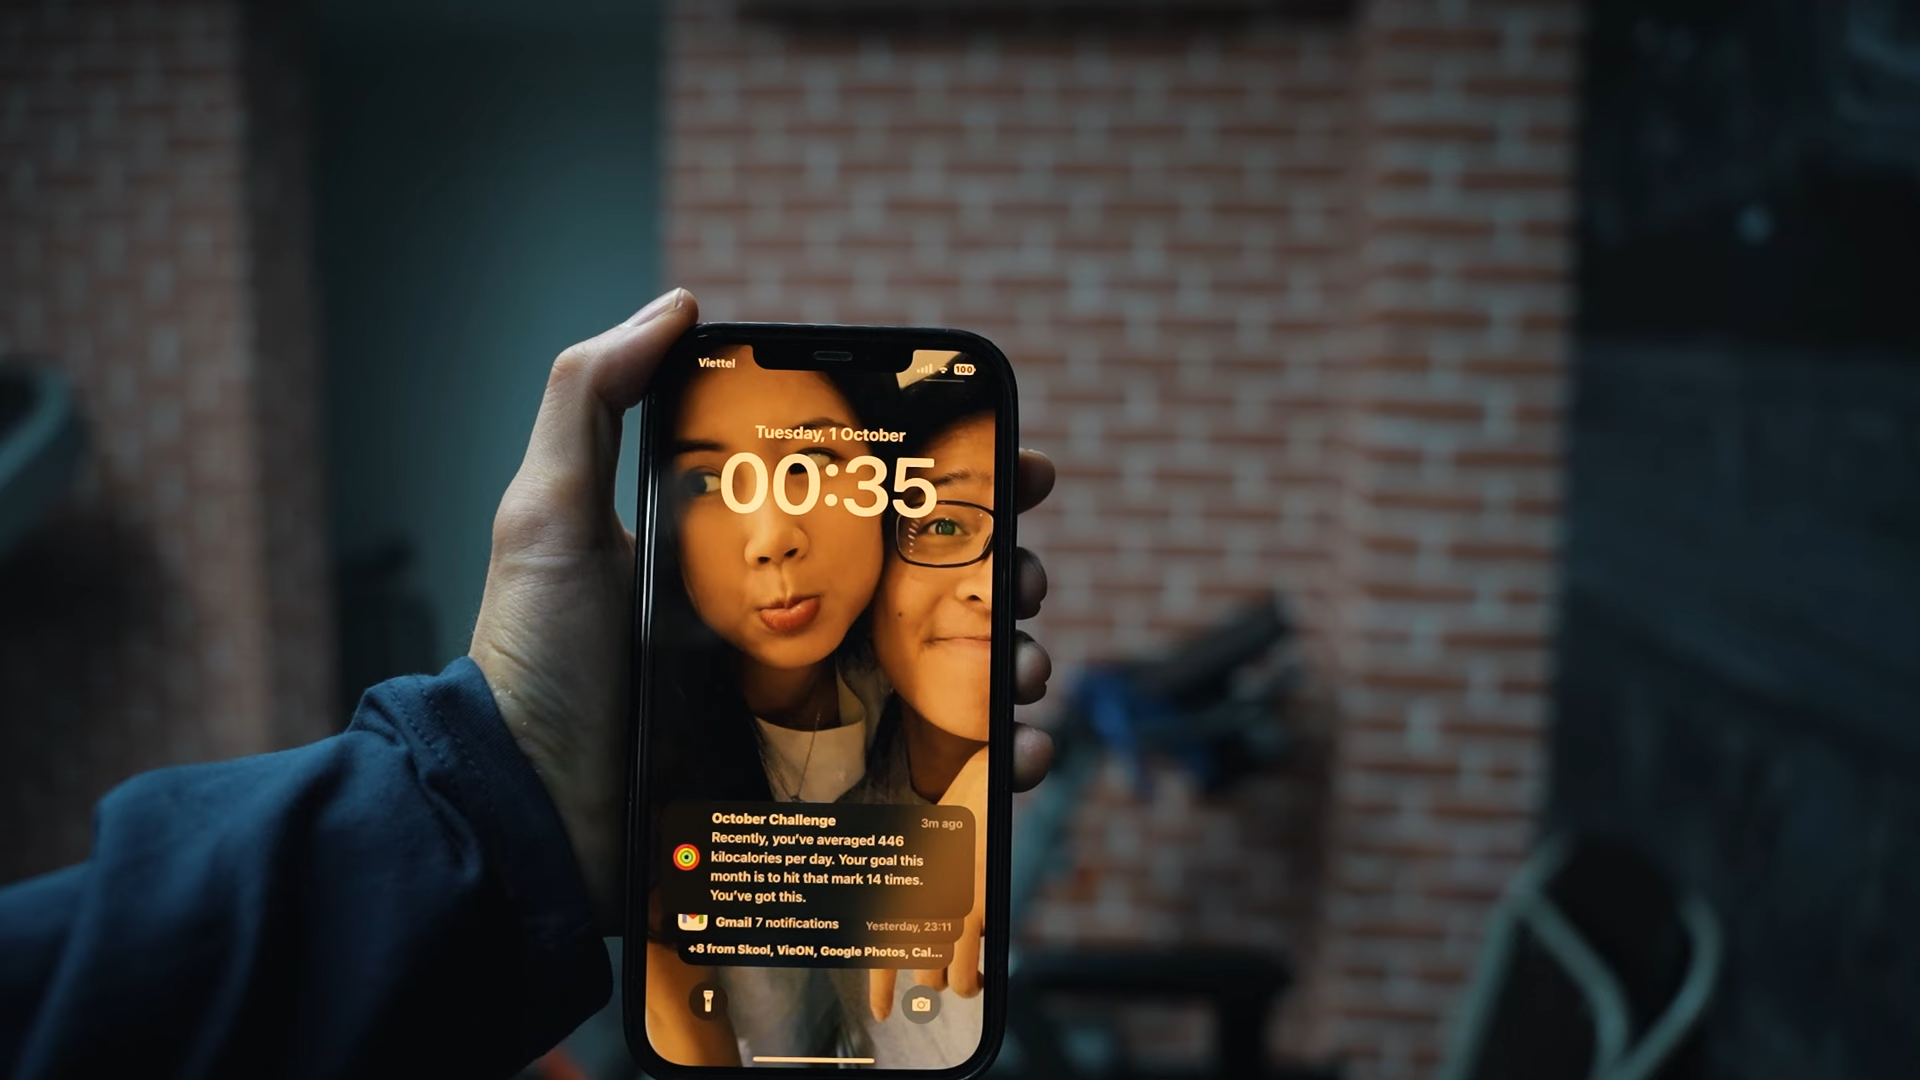 Viettel
100
Tuesday, 1 October
00:35
October Challenge
3m ago
Recently, you've averaged 446
kilocalories per day. Your goal this
month is to hit that mark 14 times.
You've got this.
Gmail 7 notifications
Yesterday, 23:11
+8 from Skool, VieON, Google Photos, Cal...